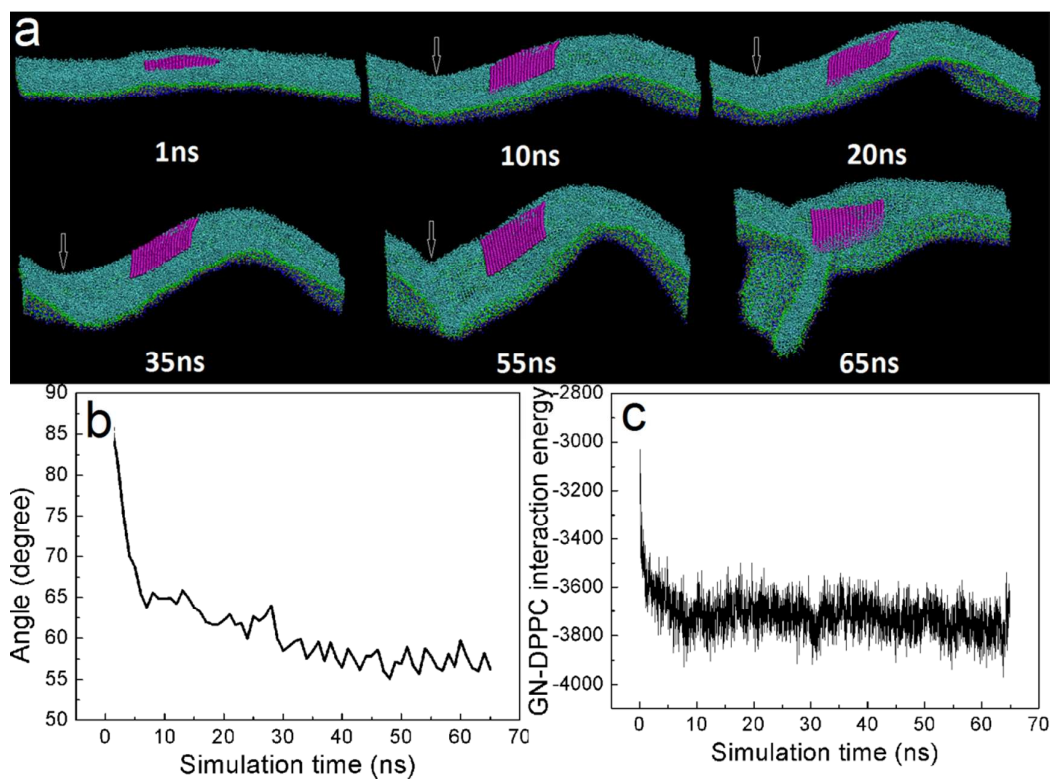 a
1ns
10ns
20ns
35ns
55ns
65ns
b
Angle (degree)
90
85
80
75
70
65
60
55
50
0
10
20
30
40
50
60
70
Simulation time (ns)
c
GN-DPPC interaction energy
-2800
-3000
-3200
-3400
-3600
-3800
-4000
0
10
20
30
40
50
60
70
Simulation time (ns)